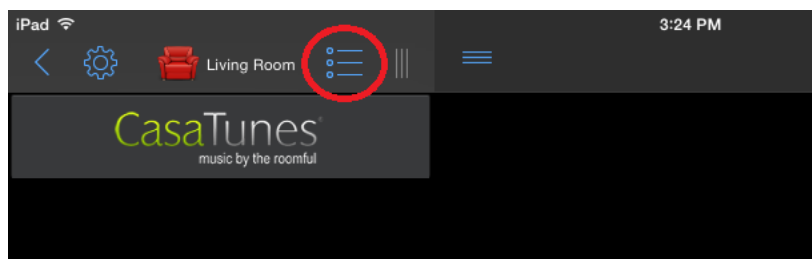 iPad 3:24 PM
Living Room
CasaTunes
music by the roomful